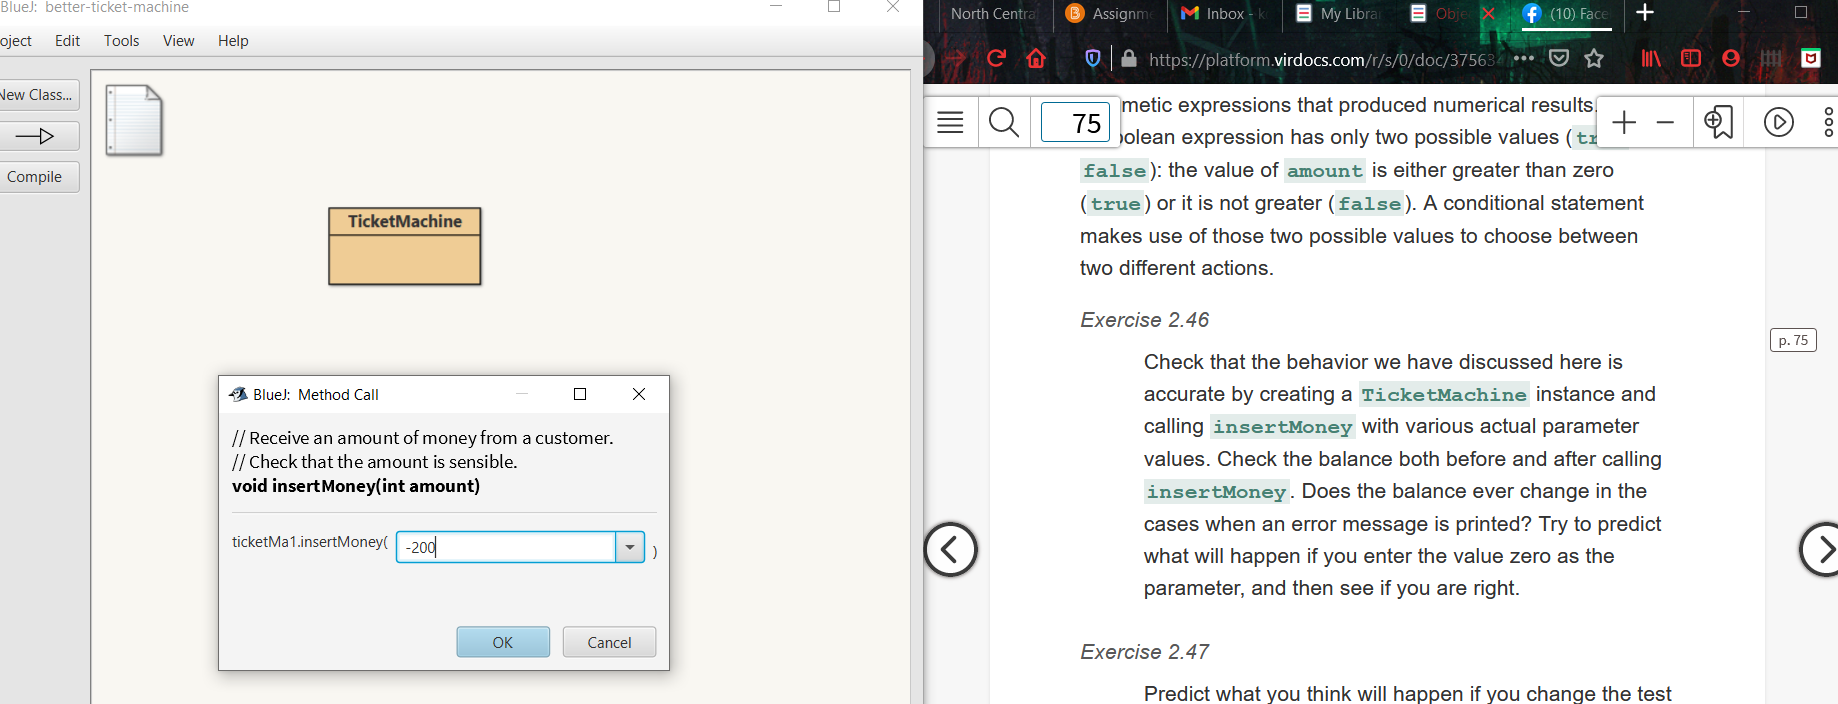 BlueJ: better-ticket-machine
oject Edit Tools View Help
New Class...
Compile
TicketMachine
BlueJ: Method Call
// Receive an amount of money from a customer.
// Check that the amount is sensible.
void insertMoney(int amount)
ticketMa1.insertMoney( -200 )
OK Cancel
North Centra Assignme Inbox - k My Libra Obje (10) Face
https://platform.virdocs.com/r/s/0/doc/37563
75
metic expressions that produced numerical results.
oolean expression has only two possible values (tr
false): the value of amount is either greater than zero
(true) or it is not greater (false). A conditional statement
makes use of those two possible values to choose between
two different actions.
Exercise 2.46
p. 75
Check that the behavior we have discussed here is
accurate by creating a TicketMachine instance and
calling insertMoney with various actual parameter
values. Check the balance both before and after calling
insertMoney. Does the balance ever change in the
cases when an error message is printed? Try to predict
what will happen if you enter the value zero as the
parameter, and then see if you are right.
Exercise 2.47
Predict what you think will happen if you change the test